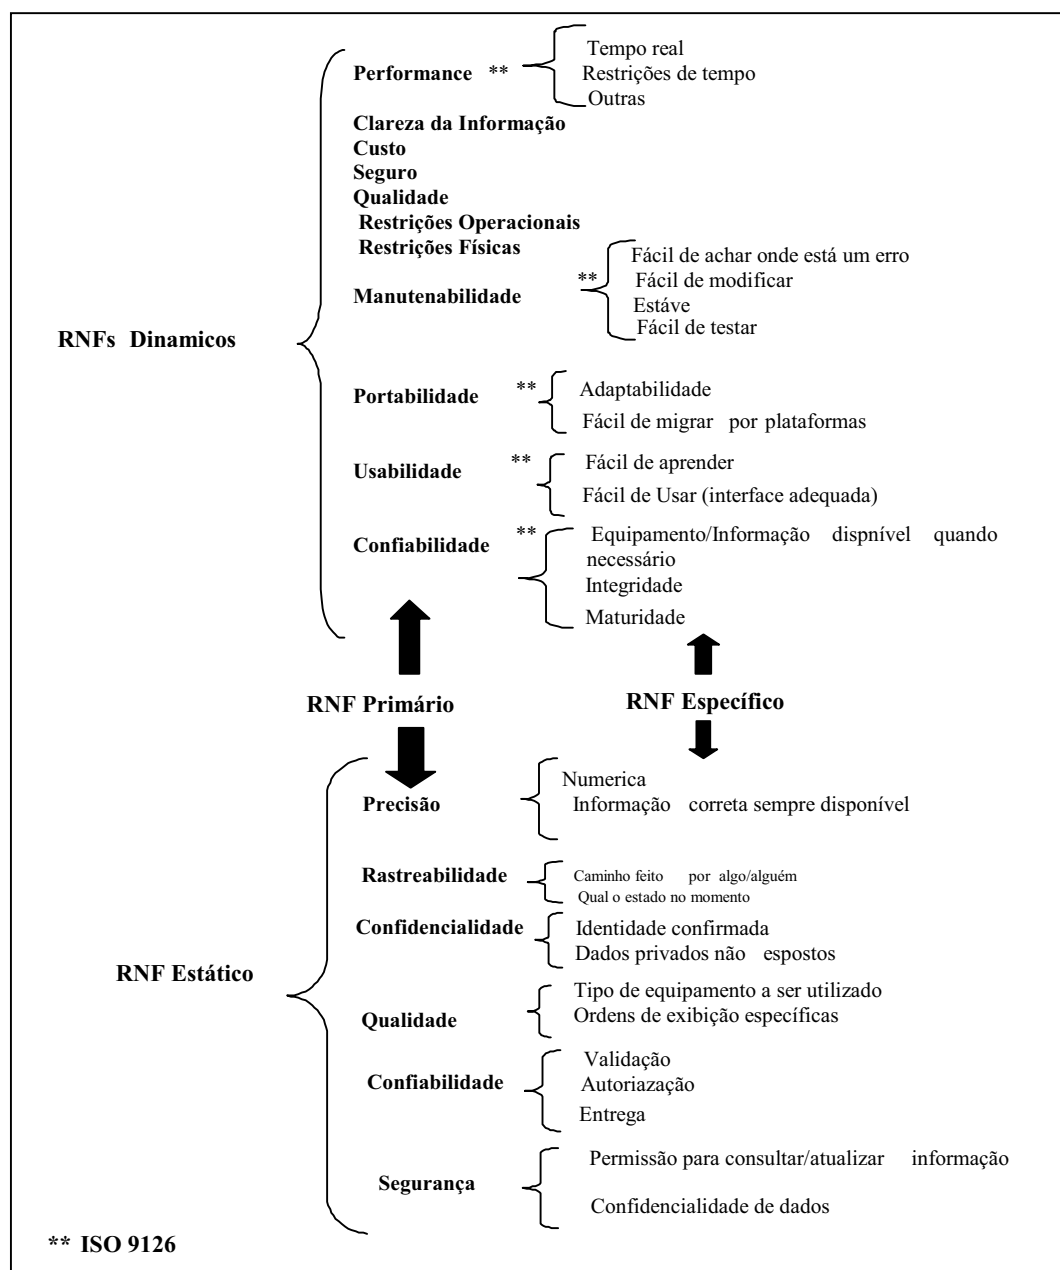 Tempo real
Performance **
Restrições de tempo
Outras
Clareza da Informação
Custo
Seguro
Qualidade
Restrições Operacionais
Restrições Físicas
Fácil de achar onde está um erro
**
Fácil de modificar
Manutenabilidade
Estáve
Fácil de testar
RNFs Dinamicos
Portabilidade **
Adaptabilidade
Fácil de migrar por plataformas
Usabilidade **
Fácil de aprender
Fácil de Usar (interface adequada)
Confiabilidade **
Equipamento/Informação dispnível quando
necessário
Integridade
Maturidade
RNF Primário
RNF Específico
Numerica
Precisão
Informação correta sempre disponível
Rastreabilidade
Caminho feito por algo/alguém
Qual o estado no momento
Confidencialidade
Identidade confirmada
Dados privados não espostos
RNF Estático
Tipo de equipamento a ser utilizado
Qualidade
Ordens de exibição específicas
Validação
Confiabilidade
Autoriazação
Entrega
Permissão para consultar/atualizar informação
Segurança
Confidencialidade de dados
** ISO 9126